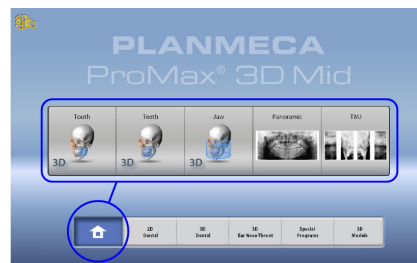 PLANMECA
ProMax® 3D Mid
Tooth
Teeth
Jaw
Panoramic
TMJ
3D
3D
3D
2D
Dental
3D
Dental
3D
Ear Nose Throat
Special
Programs
3D
Models